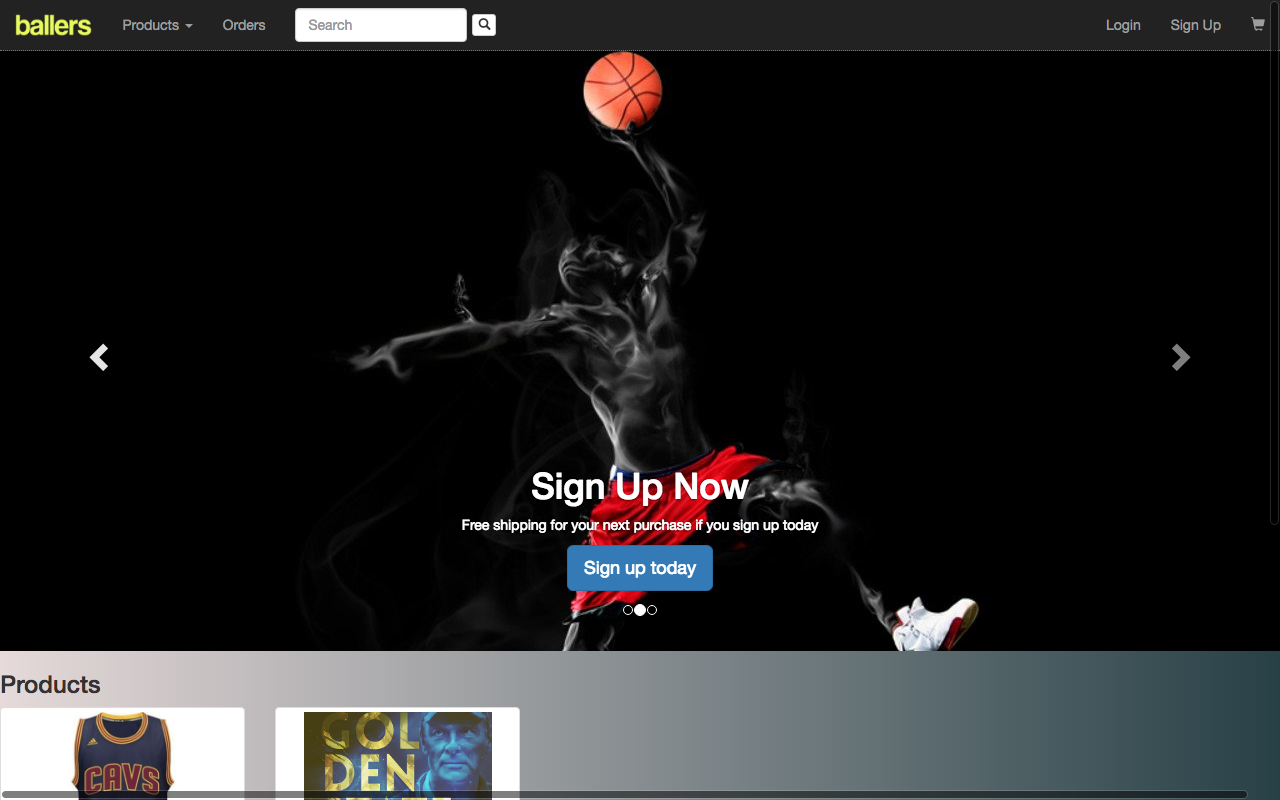 ballers
Products
Orders
Search
Login
Sign Up
Sign Up Now
Free shipping for your next purchase if you sign up today
Sign up today
Products
CAVS
GOL
DEN